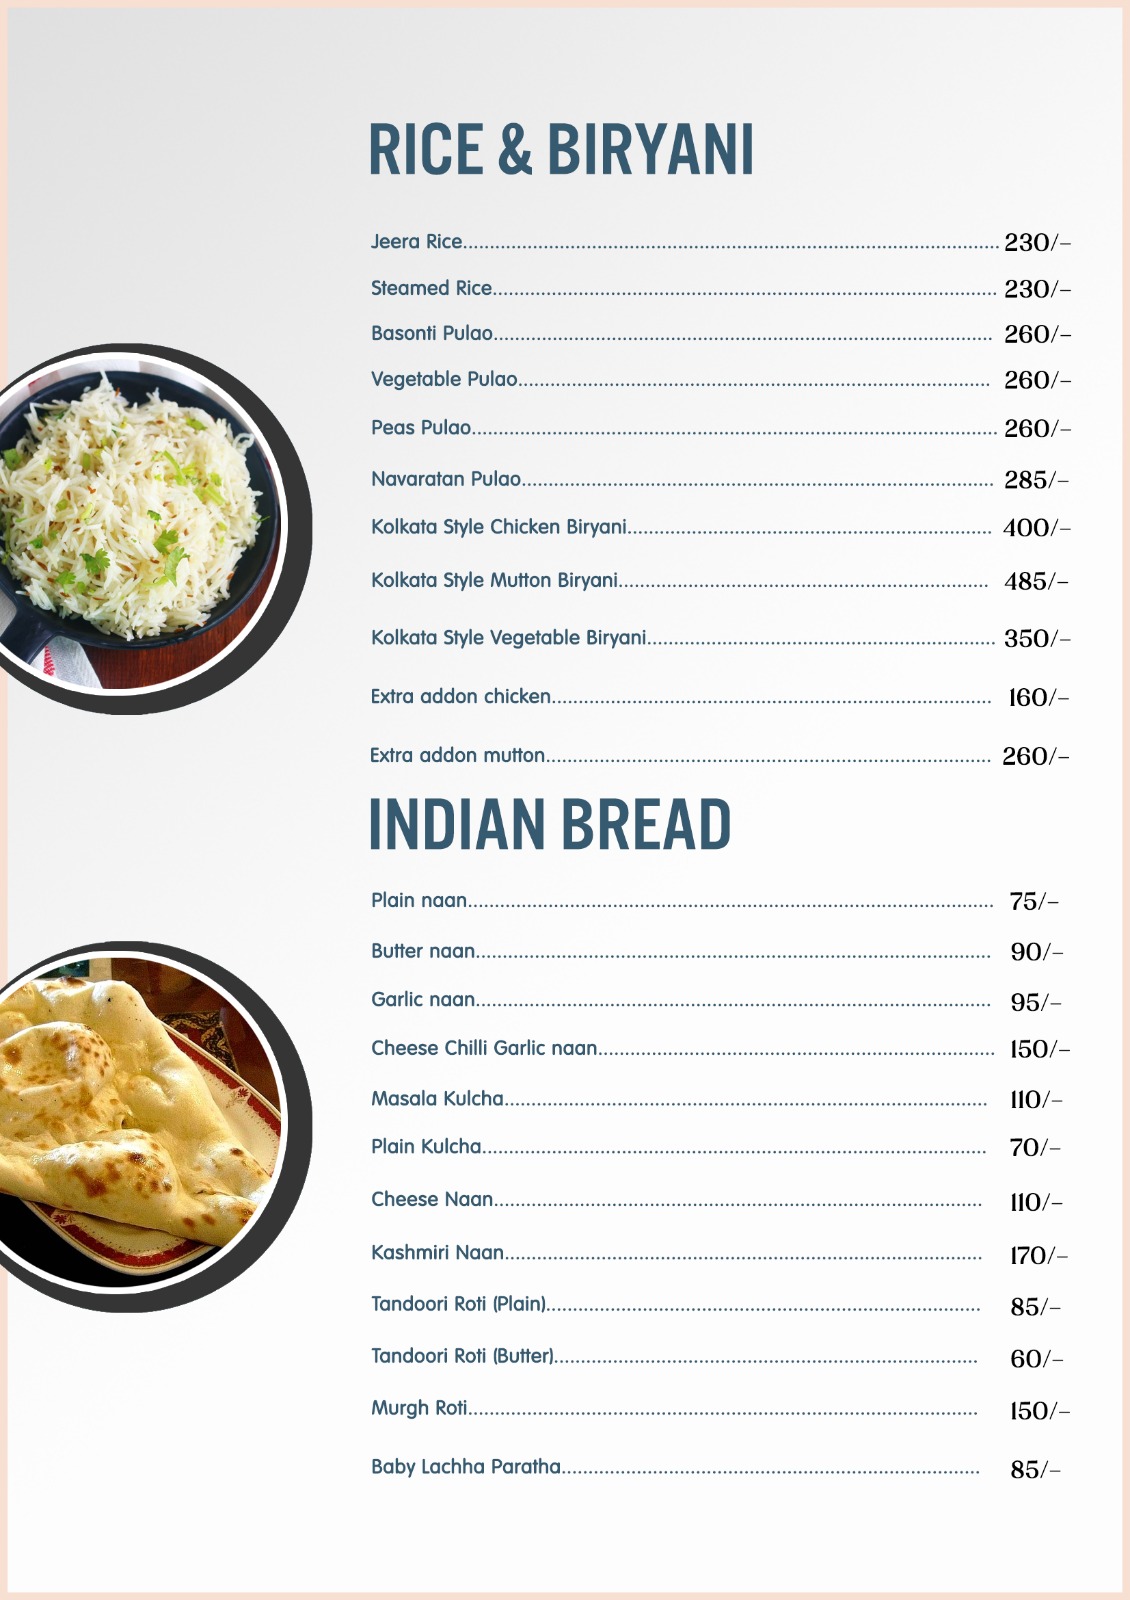 RICE & BIRYANI
Jeera Rice 230/-
Steamed Rice 230/-
Basonti Pulao 260/-
Vegetable Pulao 260/-
Peas Pulao 260/-
Navaratan Pulao 285/-
Kolkata Style Chicken Biryani 400/-
Kolkata Style Mutton Biryani 485/-
Kolkata Style Vegetable Biryani 350/-
Extra addon chicken 160/-
Extra addon mutton 260/-
INDIAN BREAD
Plain naan 75/-
Butter naan 90/-
Garlic naan 95/-
Cheese Chilli Garlic naan 150/-
Masala Kulcha 110/-
Plain Kulcha 70/-
Cheese Naan 110/-
Kashmiri Naan 170/-
Tandoori Roti (Plain) 85/-
Tandoori Roti (Butter) 60/-
Murgh Roti 150/-
Baby Lachha Paratha 85/-